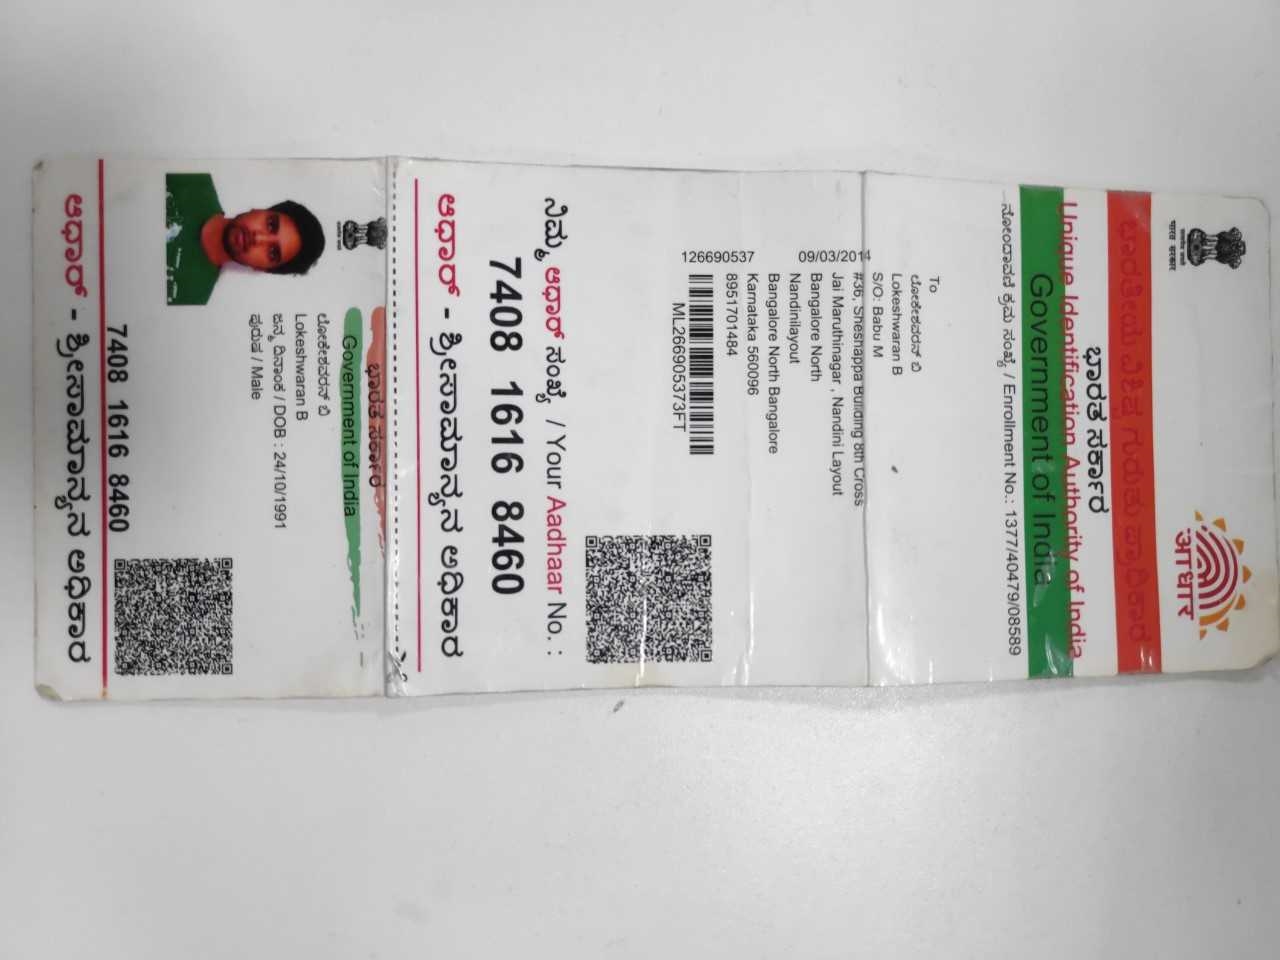 भारत सरकार
ಭಾರತೀಯ ವಿಶಿಷ್ಟ ಗುರುತು ಪ್ರಾಧಿಕಾರ
ಭಾರತ ಸರ್ಕಾರ
Unique Identification Authority of India
Government of India
आधार
ನೋಂದಾವಣೆ ಕ್ರಮ ಸಂಖ್ಯೆ / Enrollment No.: 1377/40479/08589
To
ಲೋಕೇಶವರನ್ ಬಿ
Lokeshwaran B
S/O: Babu M
#36, Sheshappa Building 8th Cross
Jai Maruthinagar , Nandini Layout
Bangalore North
Nandinilayout
Bangalore North Bangalore
Karnataka 560096
8951701484
09/03/2014
126690537
ML266905373FT
ನಿಮ್ಮ ಆಧಾರ್ ಸಂಖ್ಯೆ / Your Aadhaar No. :
7408 1616 8460
ಆಧಾರ್ - ಶ್ರೀಸಾಮಾನ್ಯನ ಅಧಿಕಾರ
ಭಾರತ ಸರ್ಕಾರ
Government of India
ಲೋಕೇಶವರನ್ ಬಿ
Lokeshwaran B
ಜನ್ಮ ದಿನಾಂಕ / DOB : 24/10/1991
ಪುರುಷ / Male
7408 1616 8460
ಆಧಾರ್ - ಶ್ರೀಸಾಮಾನ್ಯನ ಅಧಿಕಾರ